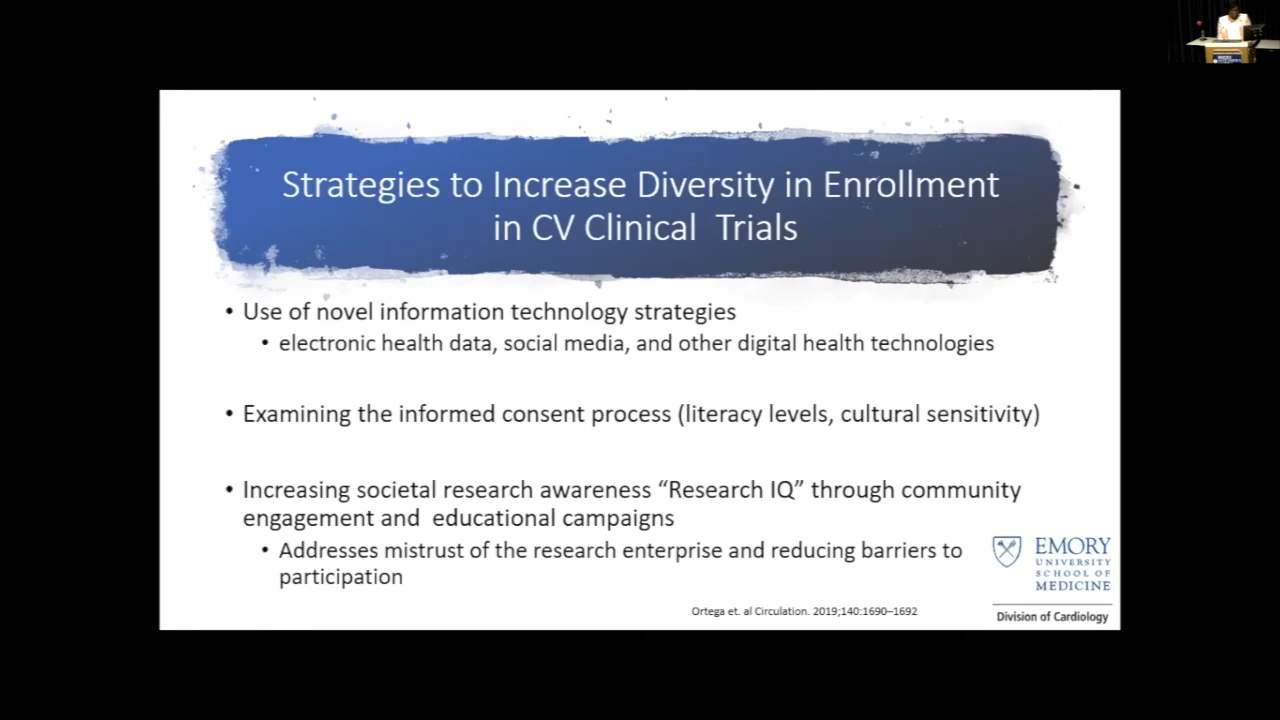 Strategies to Increase Diversity in Enrollment
in CV Clinical Trials
• Use of novel information technology strategies
• electronic health data, social media, and other digital health technologies
• Examining the informed consent process (literacy levels, cultural sensitivity)
• Increasing societal research awareness “Research IQ” through community
engagement and educational campaigns
• Addresses mistrust of the research enterprise and reducing barriers to
participation
EMORY
UNIVERSITY
SCHOOL OF
MEDICINE
Division of Cardiology
Ortega et. al Circulation. 2019;140:1690–1692
EMORY